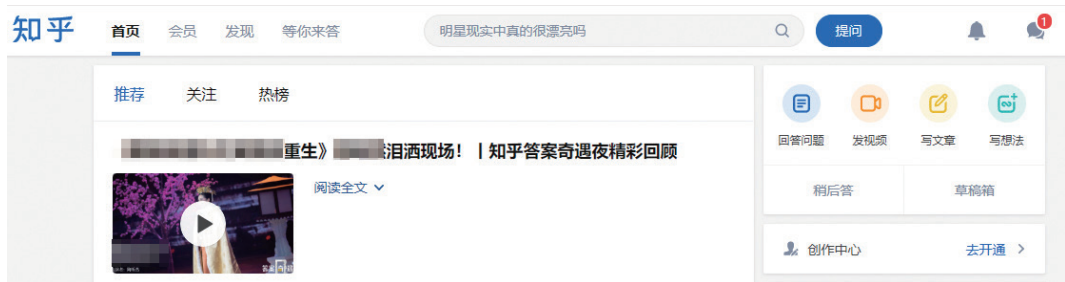 知乎 首页 会员 发现 等你来答 明星现实中真的很漂亮吗 提问 1
推荐 关注 热榜
重生》 泪洒现场！丨知乎答案奇遇夜精彩回顾
阅读全文
回答问题 发视频 写文章 写想法
稍后答 草稿箱
创作中心 去开通